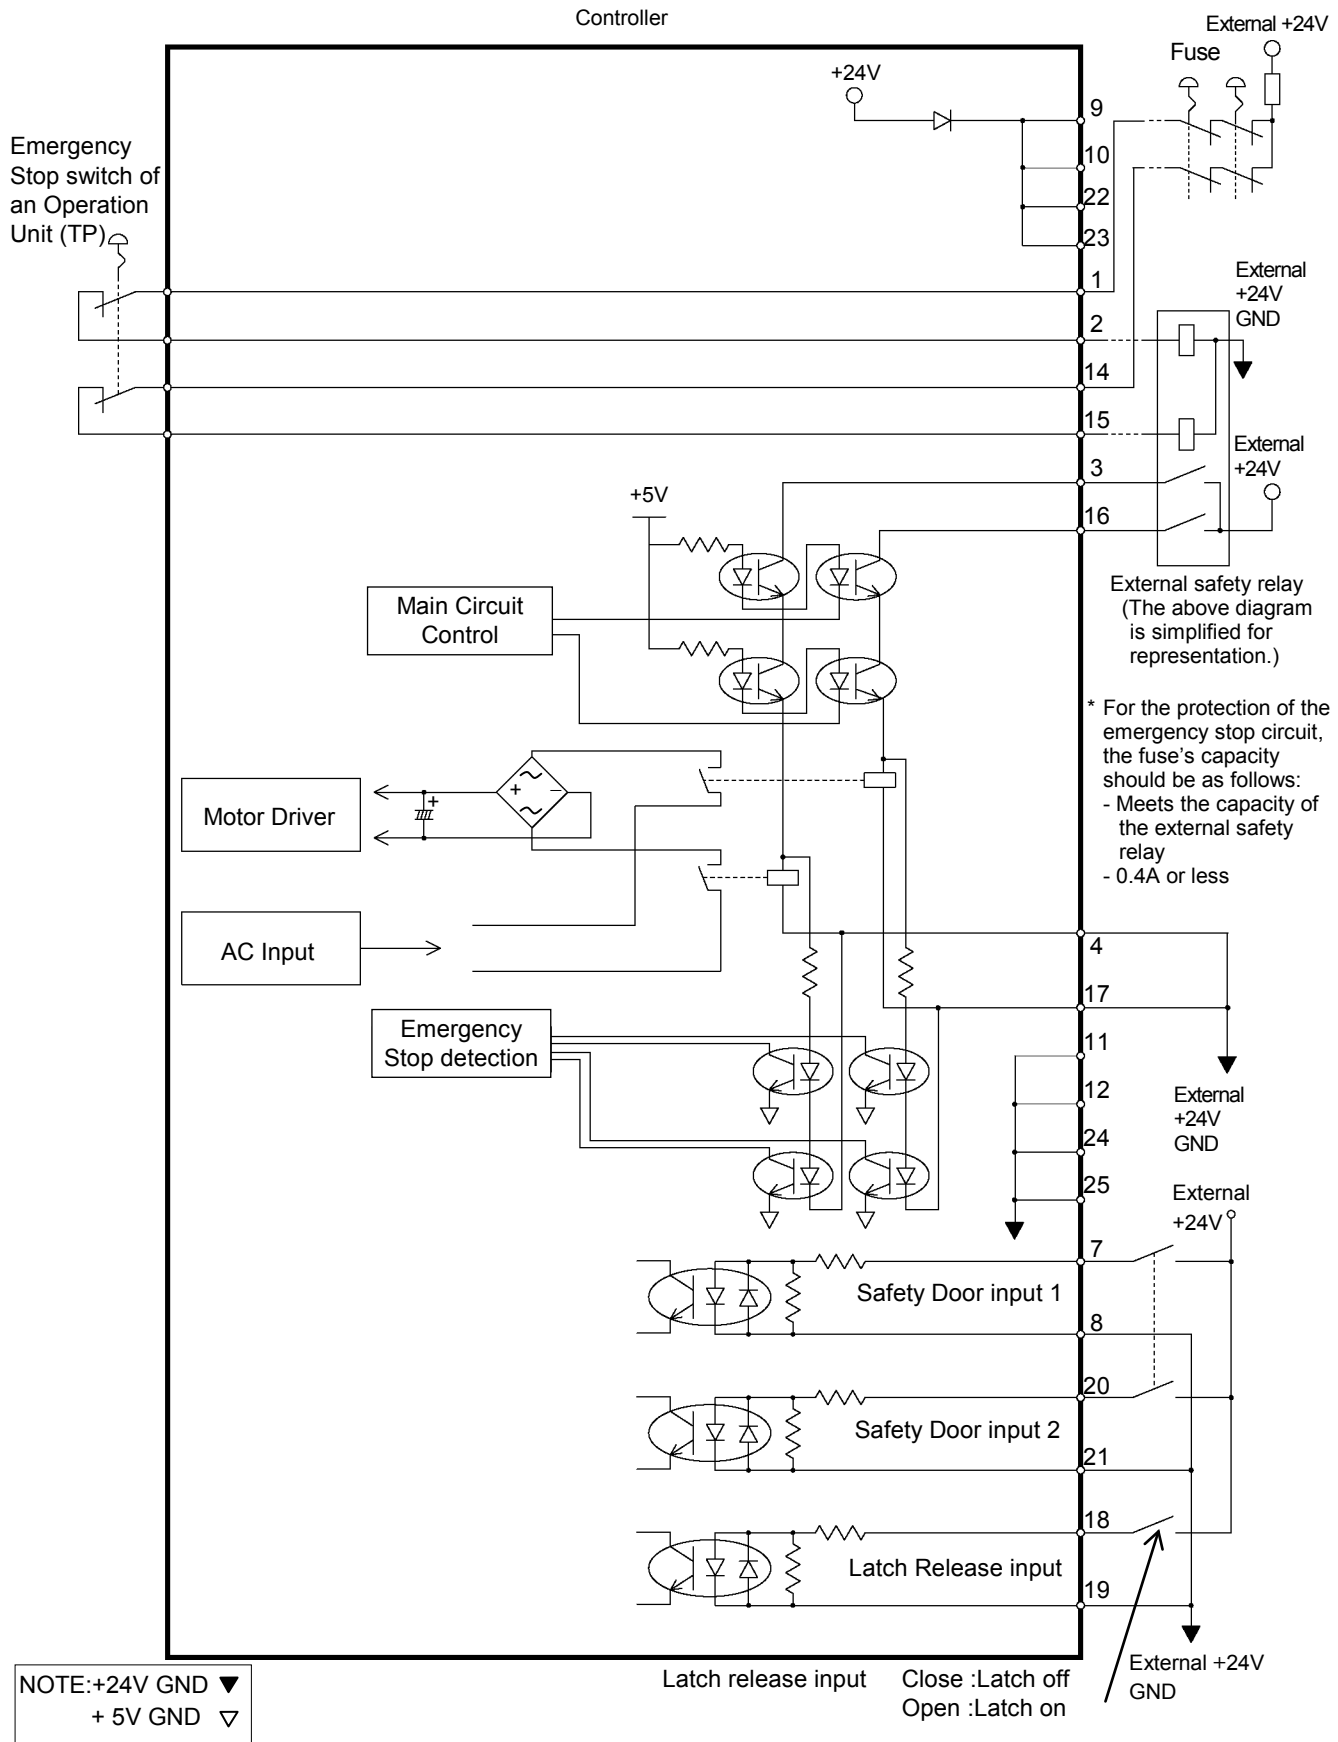 Controller
External +24V
Fuse
+24V
9
10
22
23
Emergency
Stop switch of
an Operation
Unit (TP)
1
2
14
15
External
+24V
GND
3
16
External
+24V
+5V
Main Circuit
Control
External safety relay
(The above diagram
is simplified for
representation.)
* For the protection of the
emergency stop circuit,
the fuse's capacity
should be as follows:
- Meets the capacity of
the external safety
relay
- 0.4A or less
+ −
+
Motor Driver
AC Input
4
17
Emergency
Stop detection
11
12
24
25
External
+24V
GND
External
+24V
7
Safety Door input 1
8
20
Safety Door input 2
21
18
Latch Release input
19
External +24V
GND
Latch release input Close :Latch off
Open :Latch on
NOTE:+24V GND ▼
+ 5V GND ▽